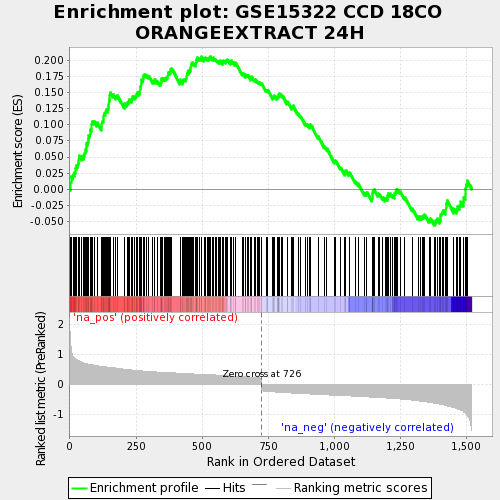 Enrichment plot: GSE15322 CCD 18CO
ORANGEEXTRACT 24H
Enrichment score (ES)
0.200
0.175
0.150
0.125
0.100
0.075
0.050
0.025
0.000
-0.025
-0.050
Ranked list metric (PreRanked)
2
1
0
-1
'na_pos' (positively correlated)
Zero cross at 726
'na_neg' (negatively correlated)
0
250
500
750
1,000
1,250
1,500
Rank in Ordered Dataset
Enrichment profile
Hits
Ranking metric scores